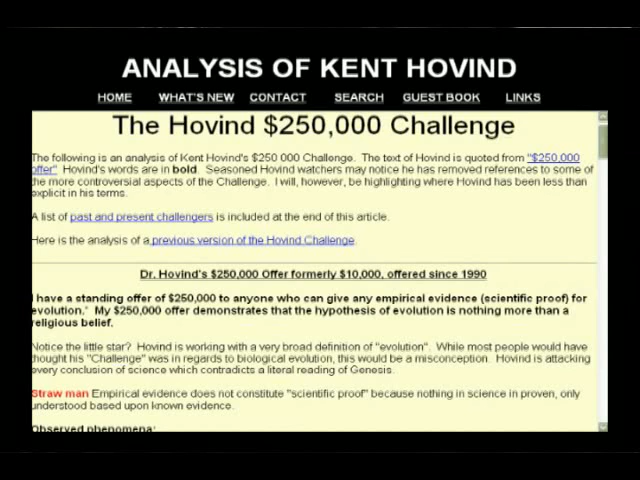 ANALYSIS OF KENT HOVIND
HOME WHAT'S NEW CONTACT SEARCH GUEST BOOK LINKS
The Hovind $250,000 Challenge
The following is an analysis of Kent Hovind's $250 000 Challenge. The text of Hovind is quoted from "$250,000
offer" Hovind's words are in bold. Seasoned Hovind watchers may notice he has removed references to some of
the more controversial aspects of the Challenge. I will, however, be highlighting where Hovind has been less than
explicit in his terms.
A list of past and present challengers is included at the end of this article.
Here is the analysis of a previous version of the Hovind Challenge.
Dr. Hovind's $250,000 Offer formerly $10,000, offered since 1990
I have a standing offer of $250,000 to anyone who can give any empirical evidence (scientific proof) for
evolution.* My $250,000 offer demonstrates that the hypothesis of evolution is nothing more than a
religious belief.
Notice the little star? Hovind is working with a very broad definition of "evolution". While most people would have
thought his "Challenge" was in regards to biological evolution, this would be a misconception. Hovind is attacking
every conclusion of science which contradicts a literal reading of Genesis.
Straw man Empirical evidence does not constitute "scientific proof" because nothing in science in proven, only
understood based upon known evidence.
Observed phenomena: